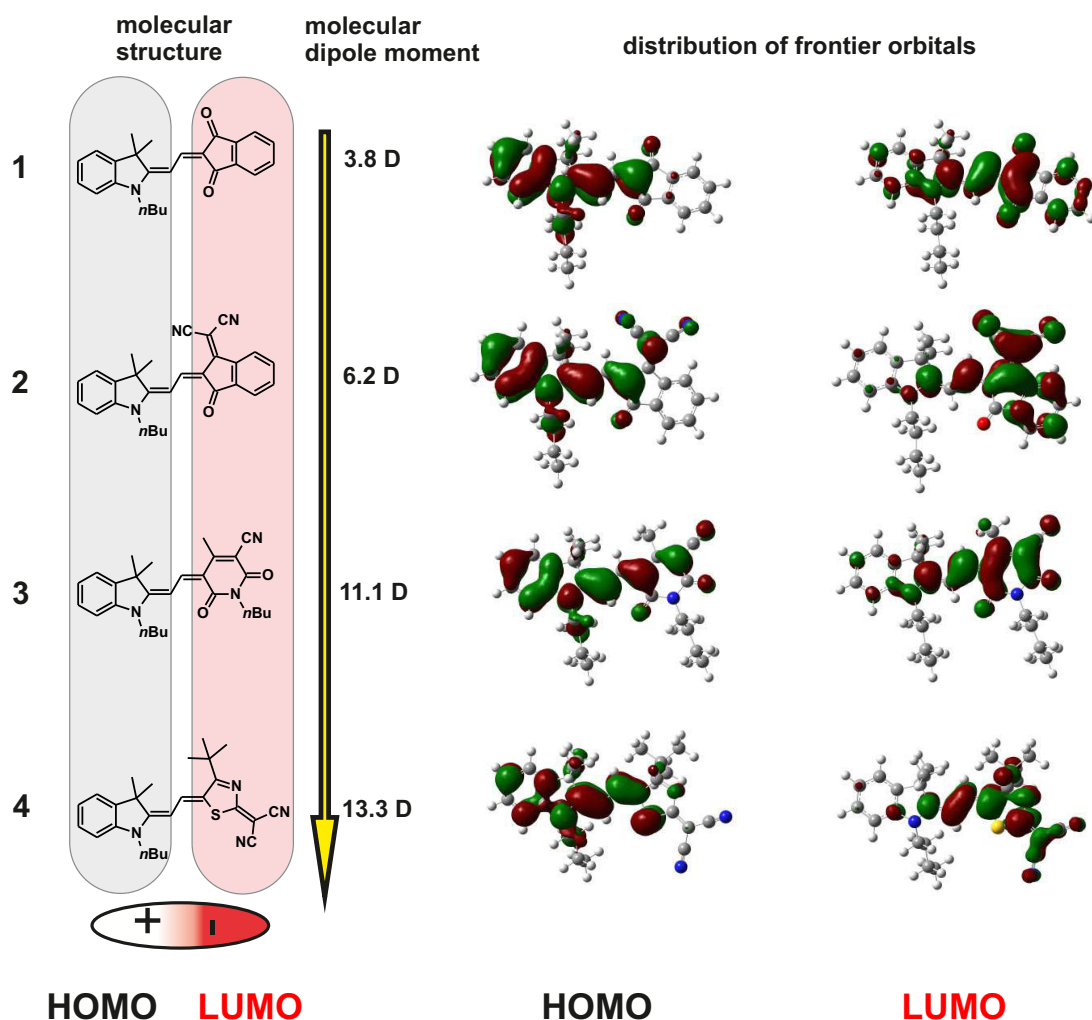 molecular
structure
molecular
dipole moment
distribution of frontier orbitals
1
O
O
N
nBu
3.8 D
2
NC
CN
O
N
nBu
6.2 D
3
CN
O
O
N
nBu
N
nBu
11.1 D
4
N
S
CN
NC
N
nBu
13.3 D
+ -
HOMO LUMO HOMO LUMO